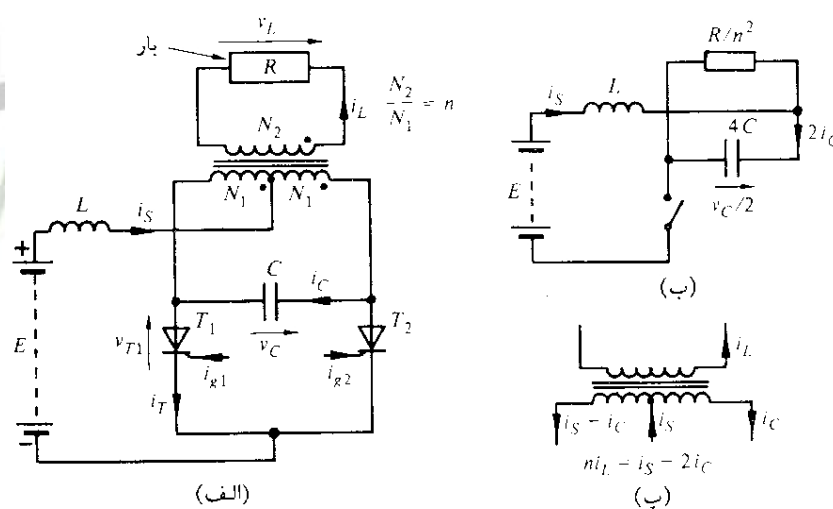 v_L
بار
R
i_L
N_2/N_1 = n
N_2
N_1 N_1
L
i_S
C
i_C
+
E
-
v_T1
T_1
v_C
T_2
i_g1
i_g2
i_T
(الف)
R/n²
i_S
L
4C
2i_C
E
v_C/2
(ب)
i_L
i_S − i_C
i_S
i_C
ni_L = i_S − 2i_C
(پ)